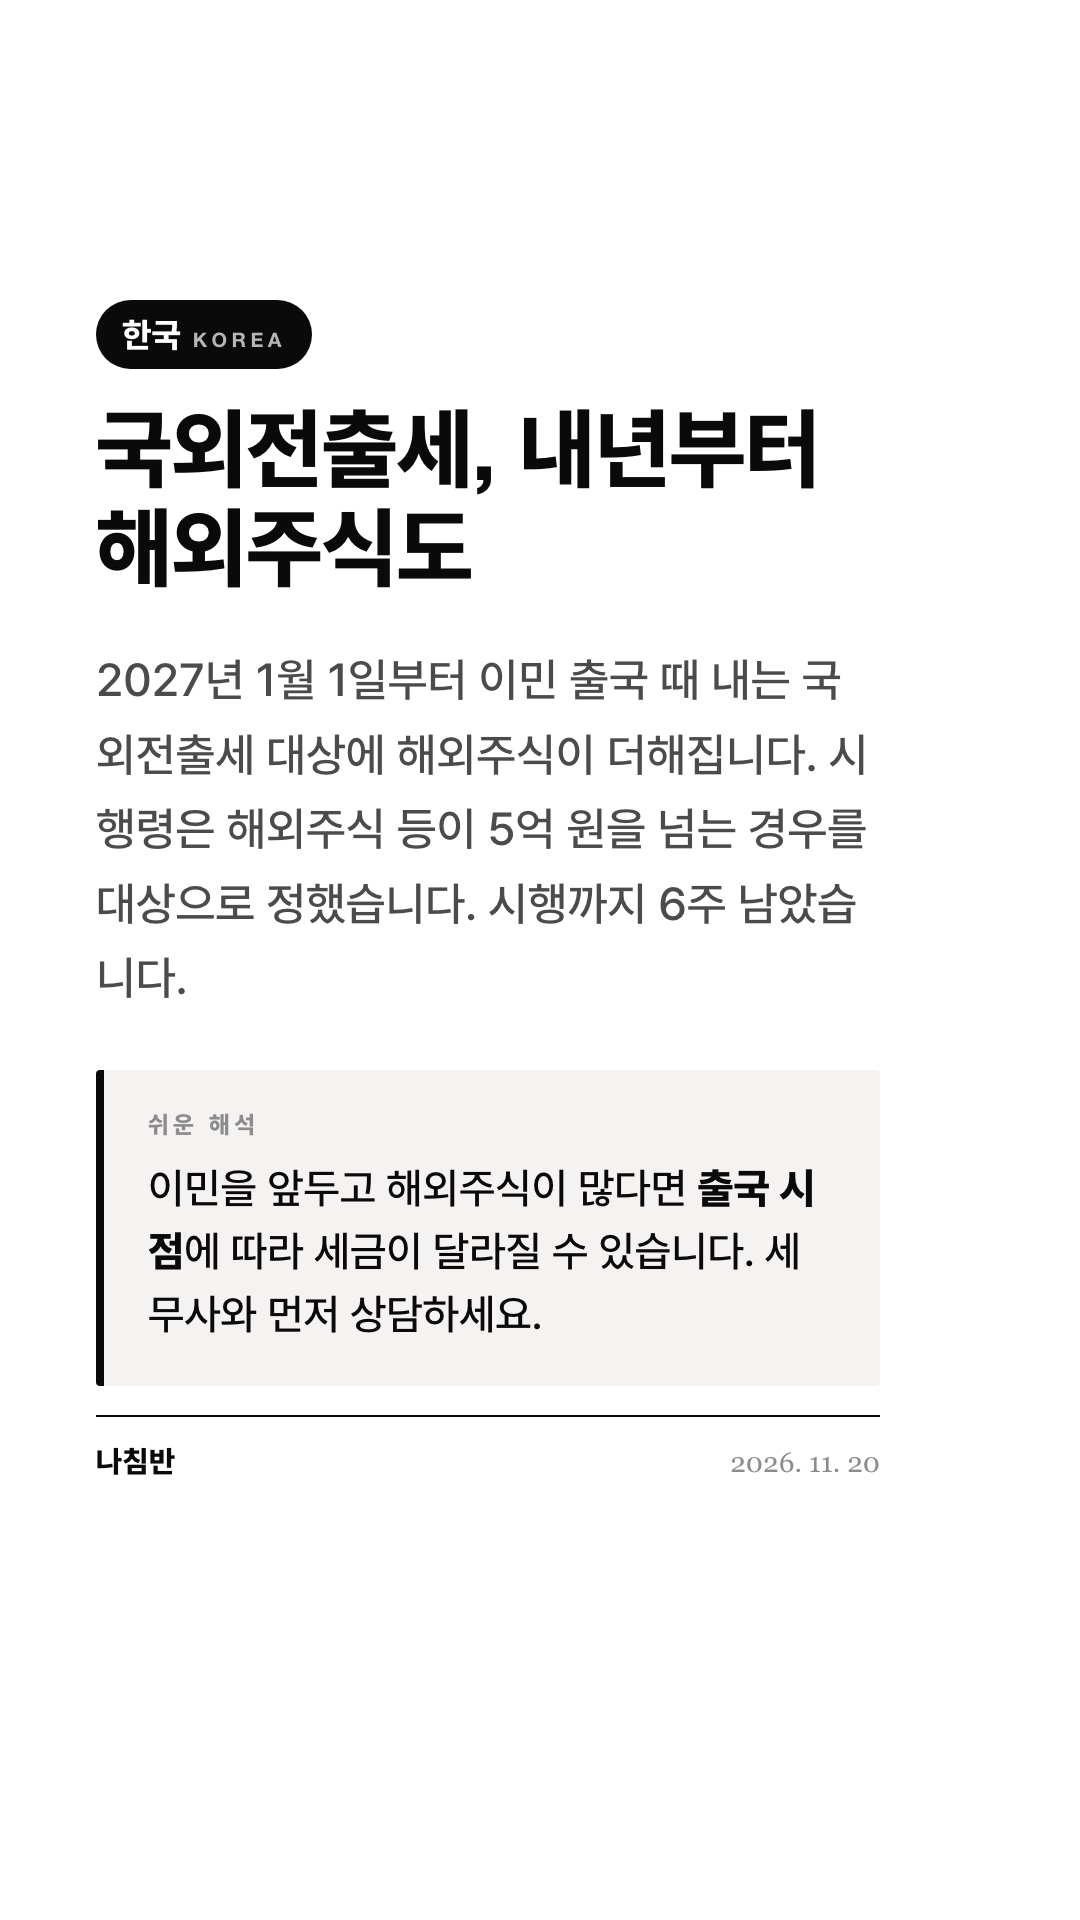 한국 KOREA
국외전출세, 내년부터
해외주식도
2027년 1월 1일부터 이민 출국 때 내는 국
외전출세 대상에 해외주식이 더해집니다. 시
행령은 해외주식 등이 5억 원을 넘는 경우를
대상으로 정했습니다. 시행까지 6주 남았습
니다.
쉬운 해석
이민을 앞두고 해외주식이 많다면 출국 시
점에 따라 세금이 달라질 수 있습니다. 세
무사와 먼저 상담하세요.
나침반 2026. 11. 20